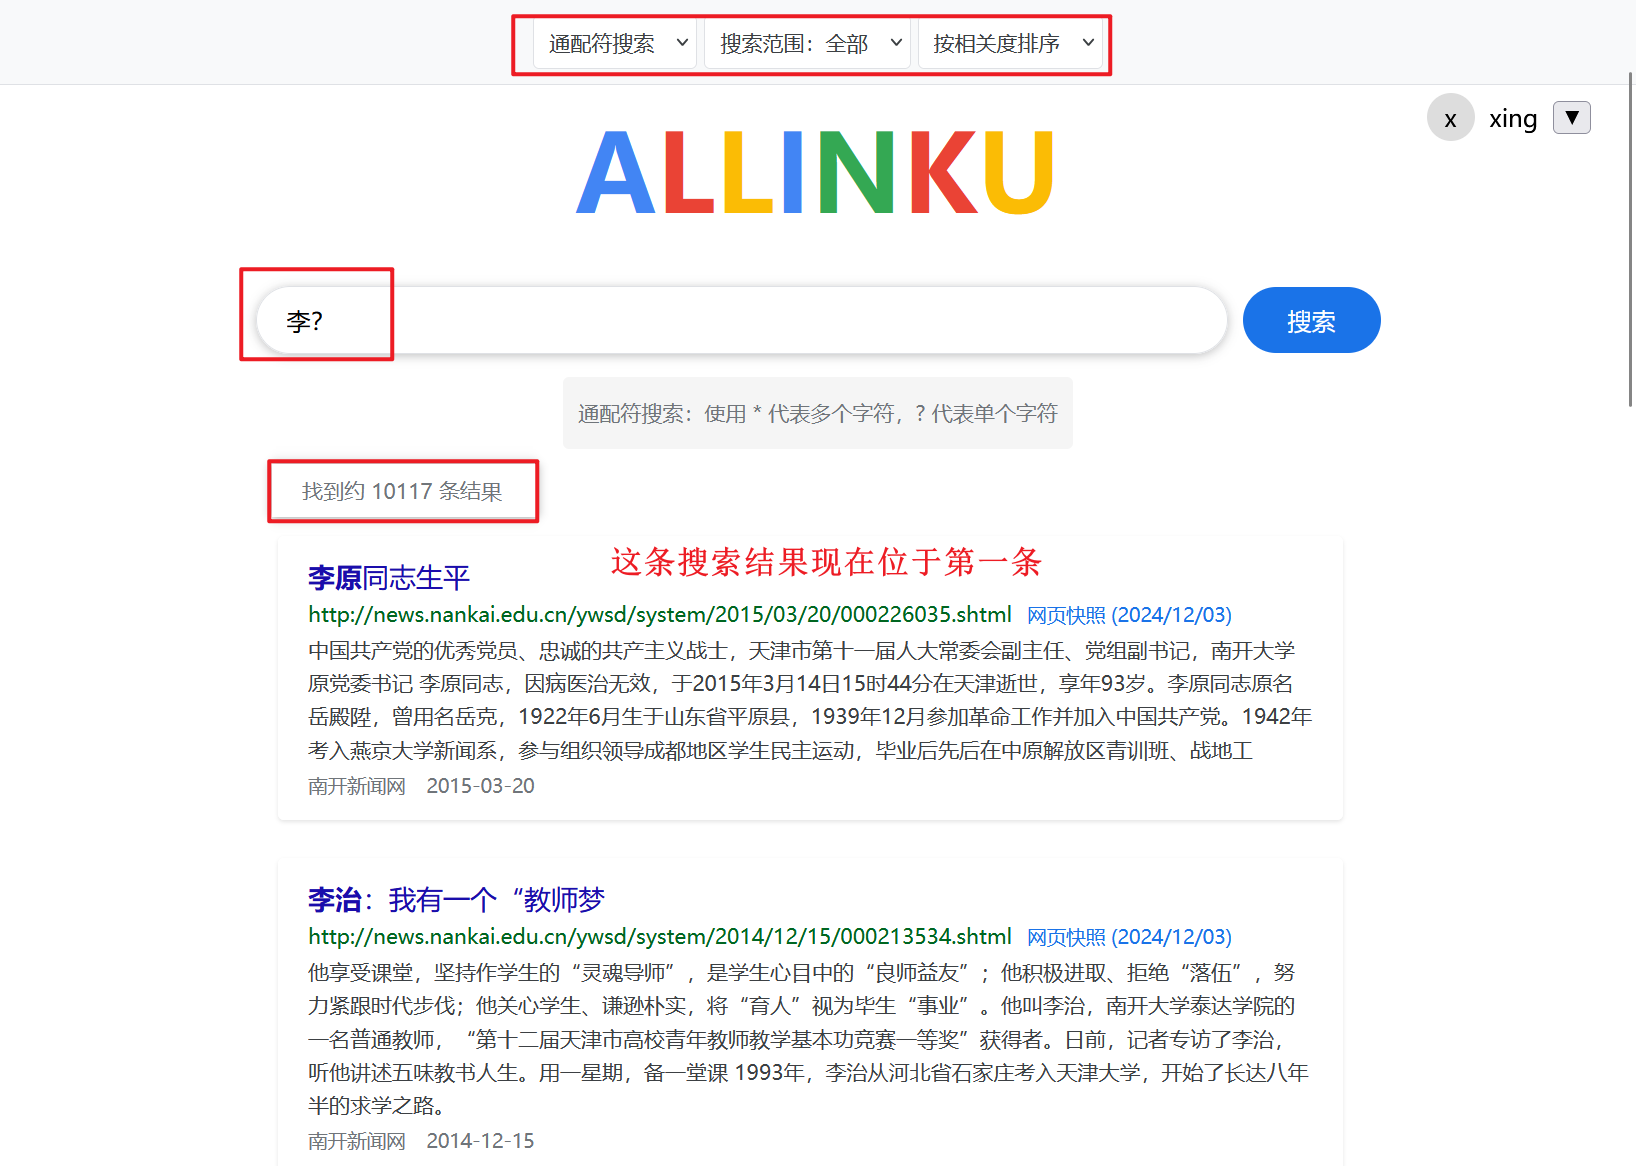 通配符搜索 搜索范围：全部 按相关度排序
x xing ▼
ALLINKU
李? 搜索
通配符搜索：使用 * 代表多个字符，? 代表单个字符
找到约 10117 条结果
这条搜索结果现在位于第一条
李原同志生平
http://news.nankai.edu.cn/ywsd/system/2015/03/20/000226035.shtml 网页快照 (2024/12/03)
中国共产党的优秀党员、忠诚的共产主义战士，天津市第十一届人大常委会副主任、党组副书记，南开大学
原党委书记 李原同志，因病医治无效，于2015年3月14日15时44分在天津逝世，享年93岁。李原同志原名
岳殿陞，曾用名岳克，1922年6月生于山东省平原县，1939年12月参加革命工作并加入中国共产党。1942年
考入燕京大学新闻系，参与组织领导成都地区学生民主运动，毕业后先后在中原解放区青训班、战地工
南开新闻网 2015-03-20
李治：我有一个“教师梦
http://news.nankai.edu.cn/ywsd/system/2014/12/15/000213534.shtml 网页快照 (2024/12/03)
他享受课堂，坚持作学生的“灵魂导师”，是学生心目中的“良师益友”；他积极进取、拒绝“落伍”，努
力紧跟时代步伐；他关心学生、谦逊朴实，将“育人”视为毕生“事业”。他叫李治，南开大学泰达学院的
一名普通教师，“第十二届天津市高校青年教师教学基本功竞赛一等奖”获得者。日前，记者专访了李治，
听他讲述五味教书人生。用一星期，备一堂课 1993年，李治从河北省石家庄考入天津大学，开始了长达八年
半的求学之路。
南开新闻网 2014-12-15